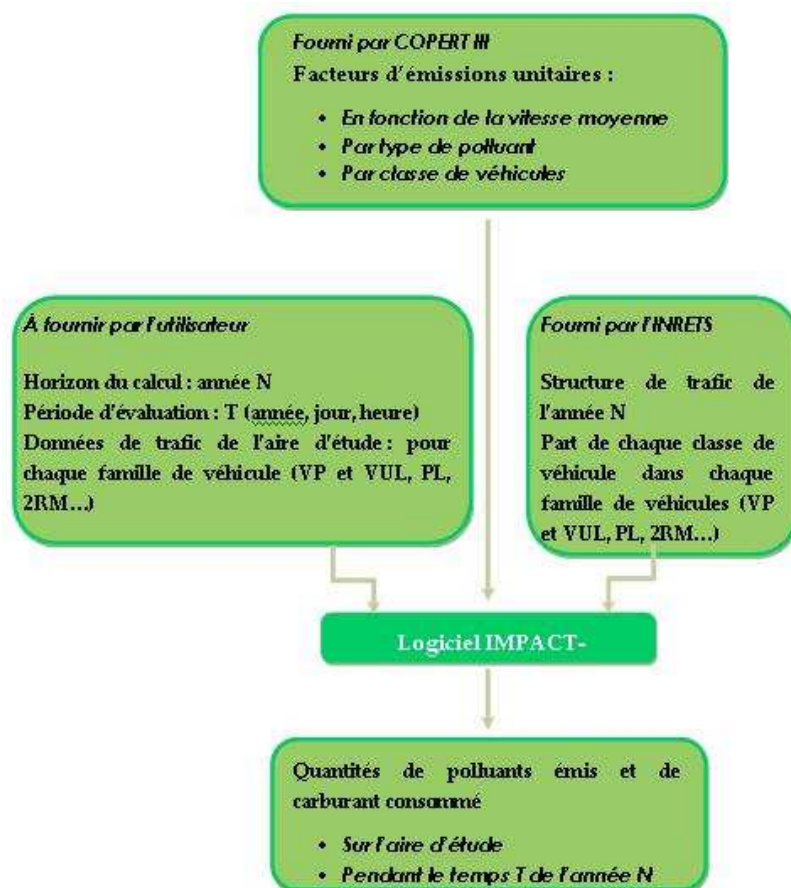 Fourni par COPERT III
Facteurs d'émissions unitaires :
• En fonction de la vitesse moyenne
• Par type de polluant
• Par classe de véhicules
À fournir par l'utilisateur
Horizon du calcul : année N
Période d'évaluation : T (année, jour, heure)
Données de trafic de l'aire d'étude : pour
chaque famille de véhicule (VP et VUL, PL,
2RM...)
Fourni par l'INRETS
Structure de trafic de
l'année N
Part de chaque classe de
véhicule dans chaque
famille de véhicules (VP
et VUL, PL, 2RM...)
Logiciel IMPACT-
Quantités de polluants émis et de
carburant consommé
• Sur l'aire d'étude
• Pendant le temps T de l'année N